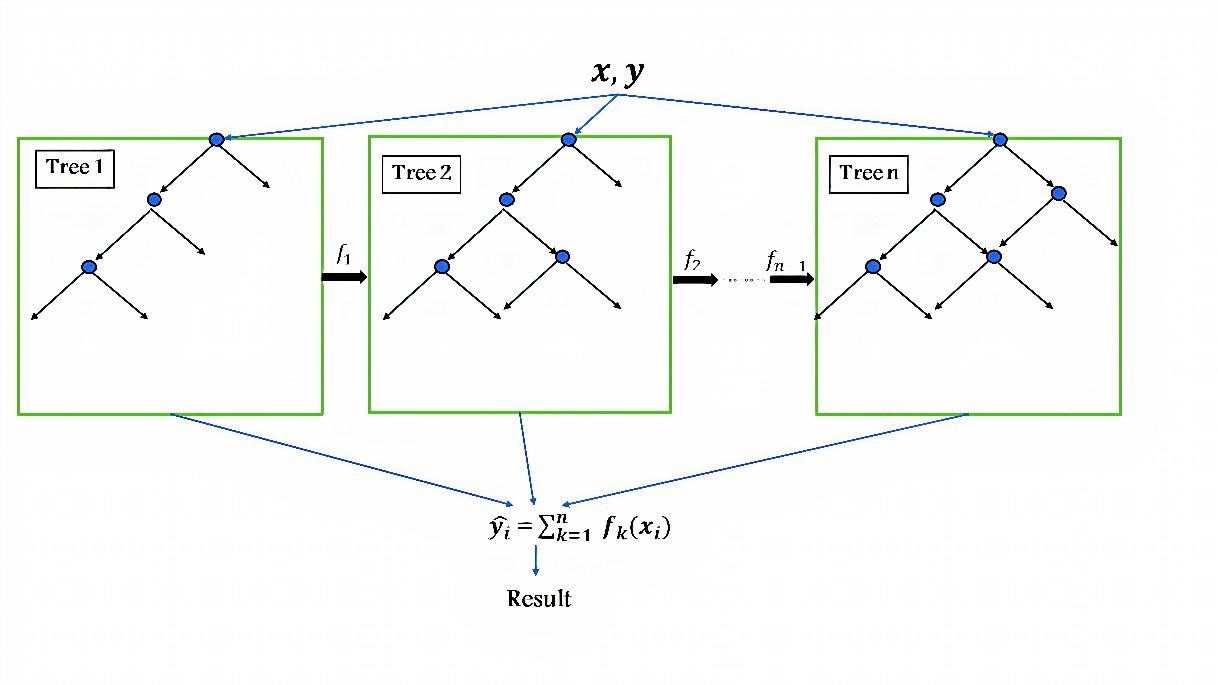 x, y
Tree 1
Tree 2
Tree n
f₁
f₂
fₙ₋₁
ŷᵢ = ∑ⁿₖ₌₁ fₖ(xᵢ)
Result